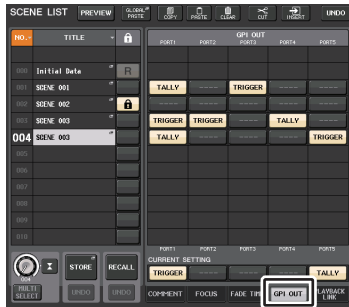 SCENE LIST PREVIEW GLOBAL PASTE COPY PASTE CLEAR CUT INSERT UNDO
NO. TITLE GPI OUT
PORT1 PORT2 PORT3 PORT4 PORT5
000 Initial Data R
001 SCENE 001 TALLY ---- TRIGGER ---- ----
002 SCENE 002 ---- ---- ---- ---- ----
003 SCENE 003 TRIGGER TRIGGER ---- TALLY ----
004 SCENE 003 TALLY ---- ---- ---- TRIGGER
005
006
007
008
009
010
PORT1 PORT2 PORT3 PORT4 PORT5
CURRENT SETTING
004 STORE RECALL TRIGGER ---- ---- ---- TALLY
MULTI SELECT UNDO UNDO COMMENT FOCUS FADE TIM GPI OUT LAYBACK LINK